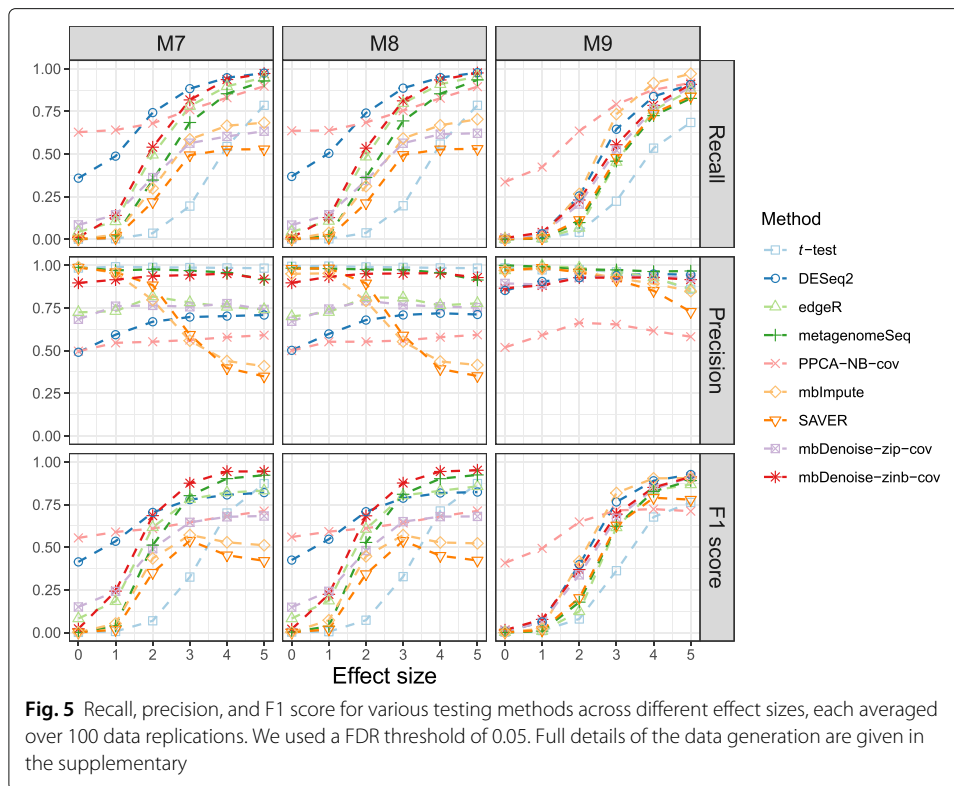 M7 M8 M9
1.00
0.75
0.50
0.25
0.00
Recall
1.00
0.75
0.50
0.25
0.00
Precision
1.00
0.75
0.50
0.25
0.00
F1 score
0 1 2 3 4 5 0 1 2 3 4 5 0 1 2 3 4 5
Effect size
Method
t-test
DESeq2
edgeR
metagenomeSeq
PPCA-NB-cov
mbImpute
SAVER
mbDenoise-zip-cov
mbDenoise-zinb-cov
Fig. 5 Recall, precision, and F1 score for various testing methods across different effect sizes, each averaged
over 100 data replications. We used a FDR threshold of 0.05. Full details of the data generation are given in
the supplementary